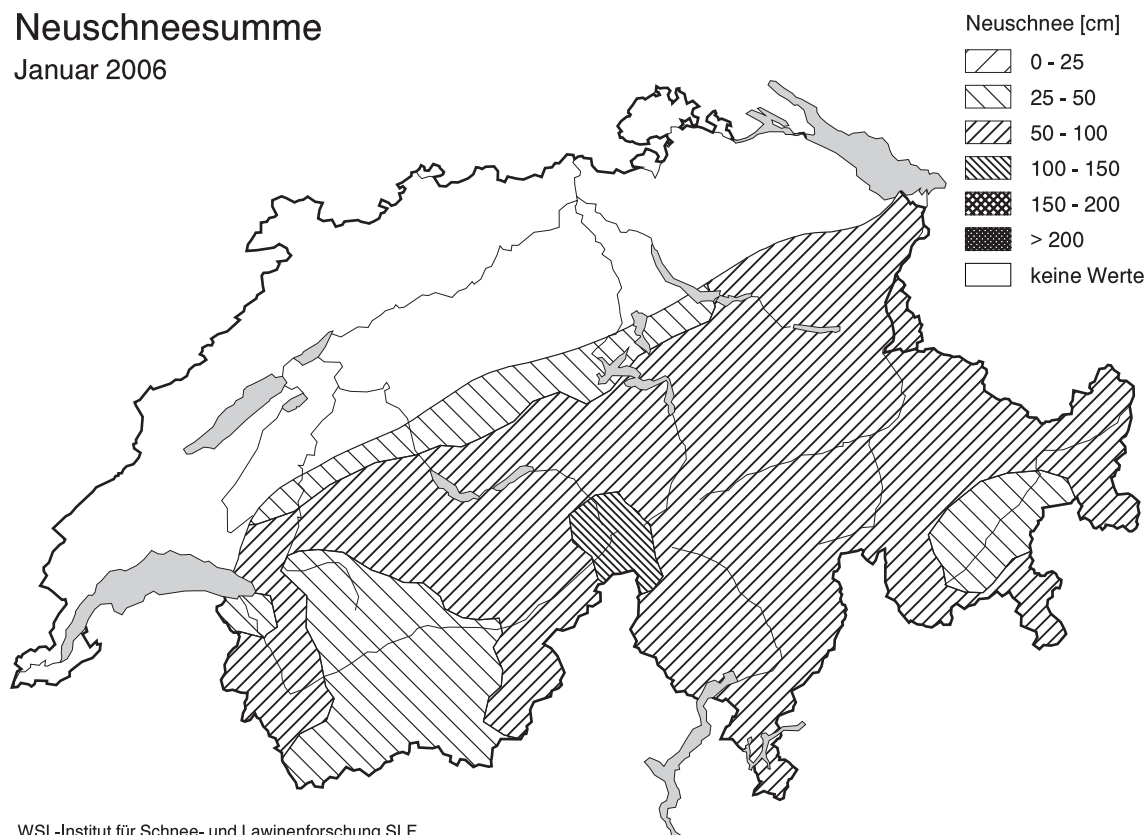 Neuschneesumme
Januar 2006
Neuschnee [cm]
0 - 25
25 - 50
50 - 100
100 - 150
150 - 200
> 200
keine Werte
WSL-Institut für Schnee- und Lawinenforschung SLF